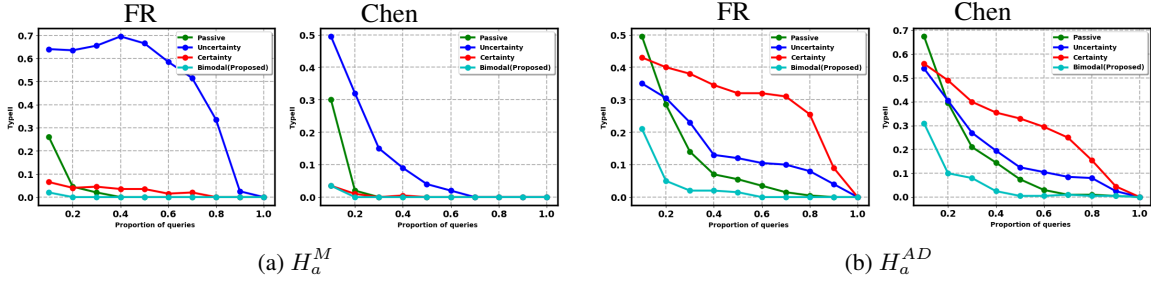 FR
Chen
FR
Chen
TypeII
0.7
0.6
0.5
0.4
0.3
0.2
0.1
0.0
0.2 0.4 0.6 0.8 1.0
Proportion of queries
Passive
Uncertainty
Certainty
Bimodal(Proposed)
TypeII
0.5
0.4
0.3
0.2
0.1
0.0
0.2 0.4 0.6 0.8 1.0
Proportion of queries
Passive
Uncertainty
Certainty
Bimodal(Proposed)
TypeII
0.5
0.4
0.3
0.2
0.1
0.0
0.2 0.4 0.6 0.8 1.0
Proportion of queries
Passive
Uncertainty
Certainty
Bimodal(Proposed)
TypeII
0.7
0.6
0.5
0.4
0.3
0.2
0.1
0.0
0.2 0.4 0.6 0.8 1.0
Proportion of queries
Passive
Uncertainty
Certainty
Bimodal(Proposed)
(a) $H_a^M$
(b) $H_a^{AD}$